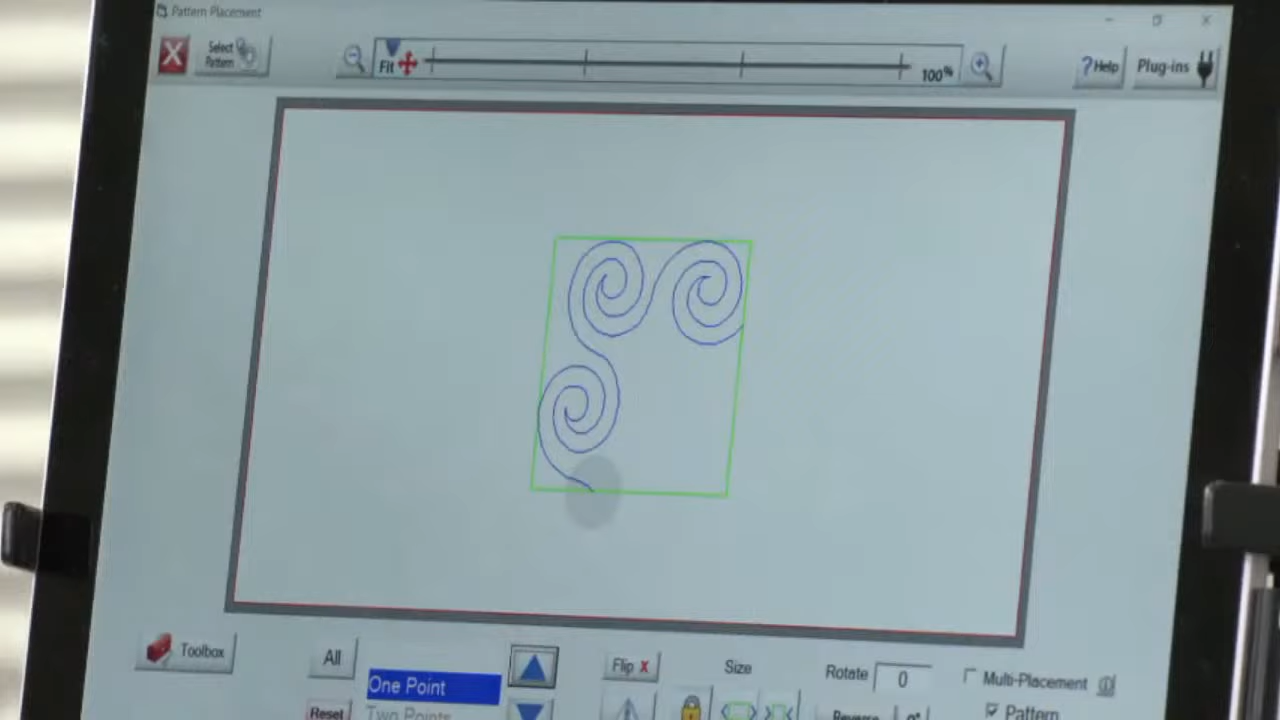 Pattern Placement
Select
Pattern
Fit
100%
?Help
Plug-ins
Toolbox
All
Flip X
Size
Rotate
0
Multi-Placement
One Point
Two Points
Reset
Reverse
0°
Pattern